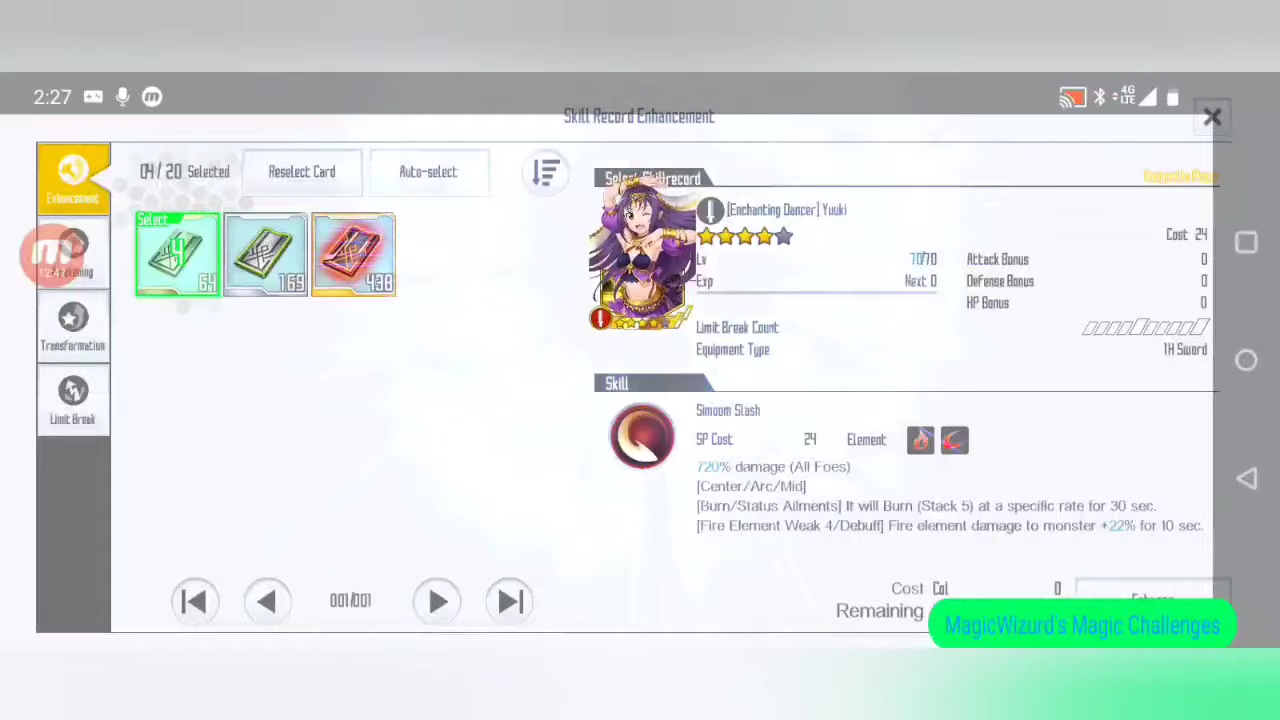 2:27
4G
LTE
Skill Record Enhancement
Enhancement
04/20 Selected
Reselect Card
Auto-select
Select
4
64
169
438
12:47
Transformation
Limit Break
[Enchanting Dancer] Yuuki
Cost 24
Lv 70/70
Exp Next 0
Attack Bonus 0
Defense Bonus 0
HP Bonus 0
Limit Break Count
Equipment Type 1H Sword
Skill
Simoom Slash
SP Cost 24 Element
720% damage (All Foes)
[Center/Arc/Mid]
[Burn/Status Ailments] It will Burn (Stack 5) at a specific rate for 30 sec.
[Fire Element Weak 4/Debuff] Fire element damage to monster +22% for 10 sec.
001/001
Cost Col 0
Remaining
MagicWizurd's Magic Challenges